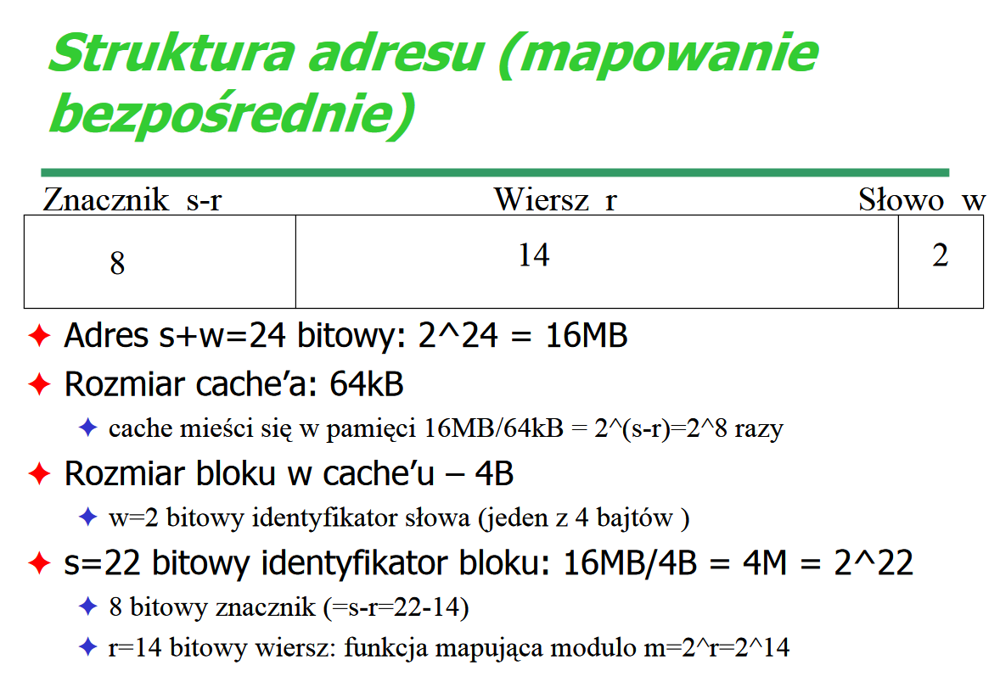 Struktura adresu (mapowanie
bezpośrednie)
Znacznik s-r Wiersz r Słowo w
8 14 2
Adres s+w=24 bitowy: 2^24 = 16MB
Rozmiar cache’a: 64kB
cache mieści się w pamięci 16MB/64kB = 2^(s-r)=2^8 razy
Rozmiar bloku w cache’u – 4B
w=2 bitowy identyfikator słowa (jeden z 4 bajtów )
s=22 bitowy identyfikator bloku: 16MB/4B = 4M = 2^22
8 bitowy znacznik (=s-r=22-14)
r=14 bitowy wiersz: funkcja mapująca modulo m=2^r=2^14